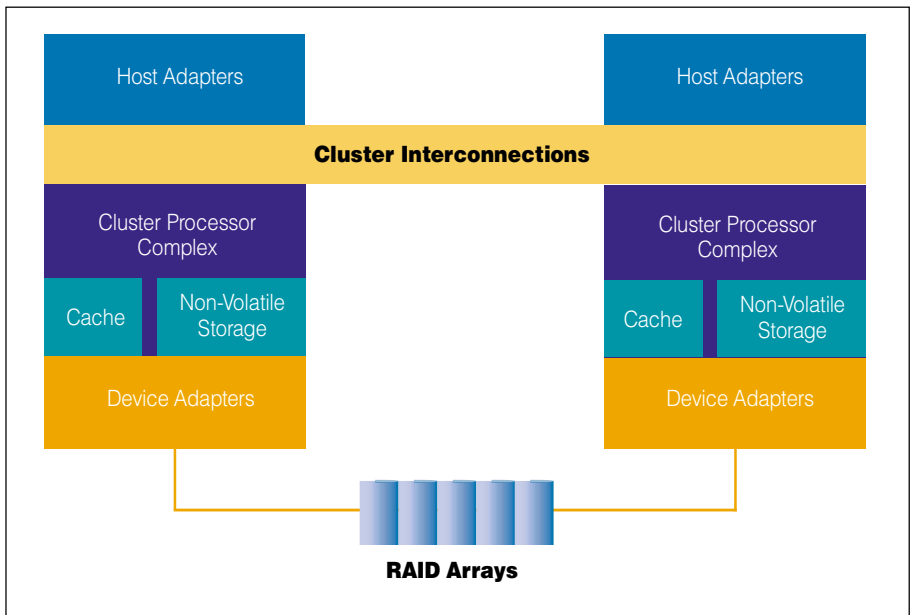 Host Adapters
Host Adapters
Cluster Interconnections
Cluster Processor
Complex
Cluster Processor
Complex
Cache
Non-Volatile
Storage
Cache
Non-Volatile
Storage
Device Adapters
Device Adapters
RAID Arrays